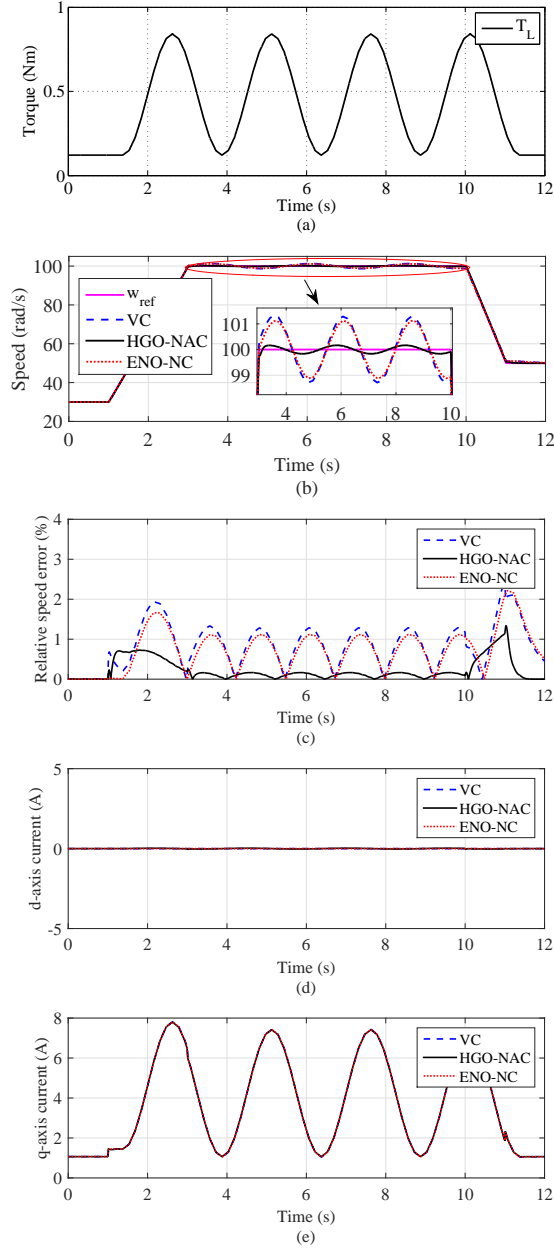 1
0.5
0
Torque (Nm)
T_L
0 2 4 6 8 10 12
Time (s)
(a)
100
80
60
40
20
Speed (rad/s)
w_ref
VC
HGO-NAC
ENO-NC
101
100
99
4 6 8 10
0 2 4 6 8 10 12
Time (s)
(b)
4
3
2
1
0
Relative speed error (%)
VC
HGO-NAC
ENO-NC
0 2 4 6 8 10 12
Time (s)
(c)
5
0
-5
d-axis current (A)
VC
HGO-NAC
ENO-NC
0 2 4 6 8 10 12
Time (s)
(d)
8
6
4
2
0
q-axis current (A)
VC
HGO-NAC
ENO-NC
0 2 4 6 8 10 12
Time (s)
(e)